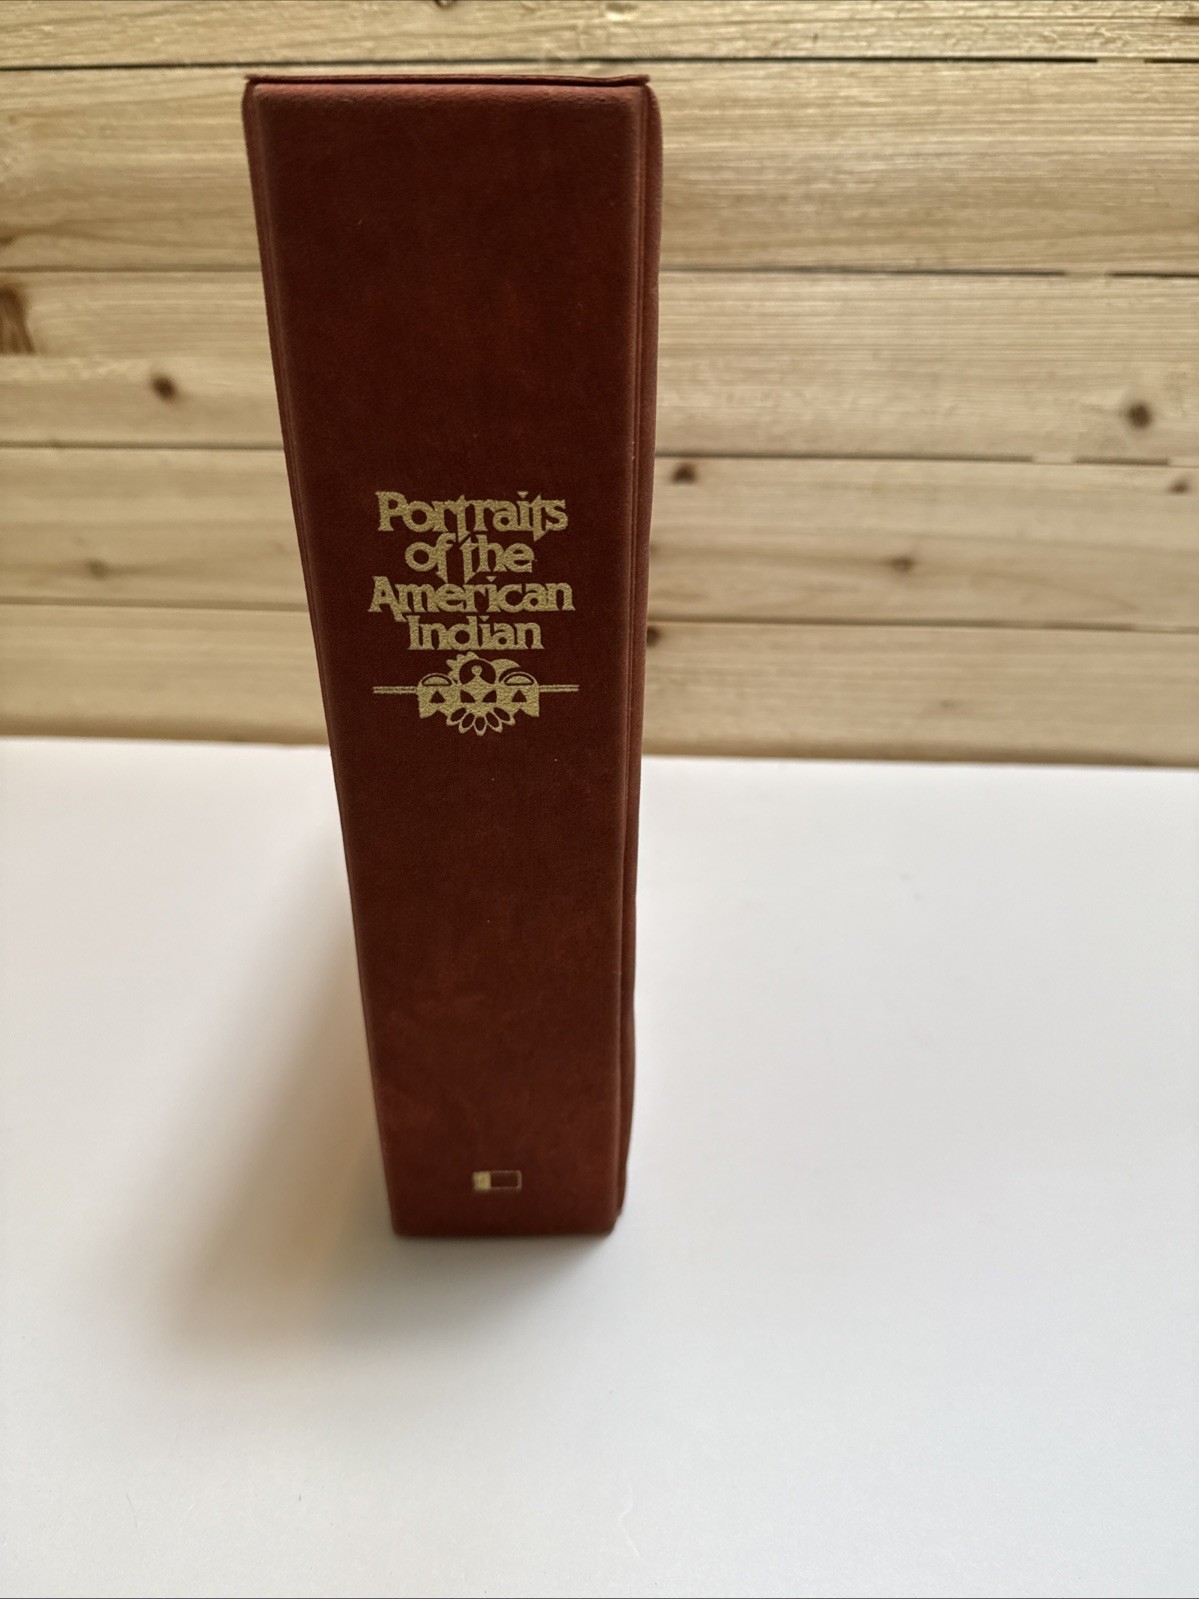 Portraits
of the
American
Indian